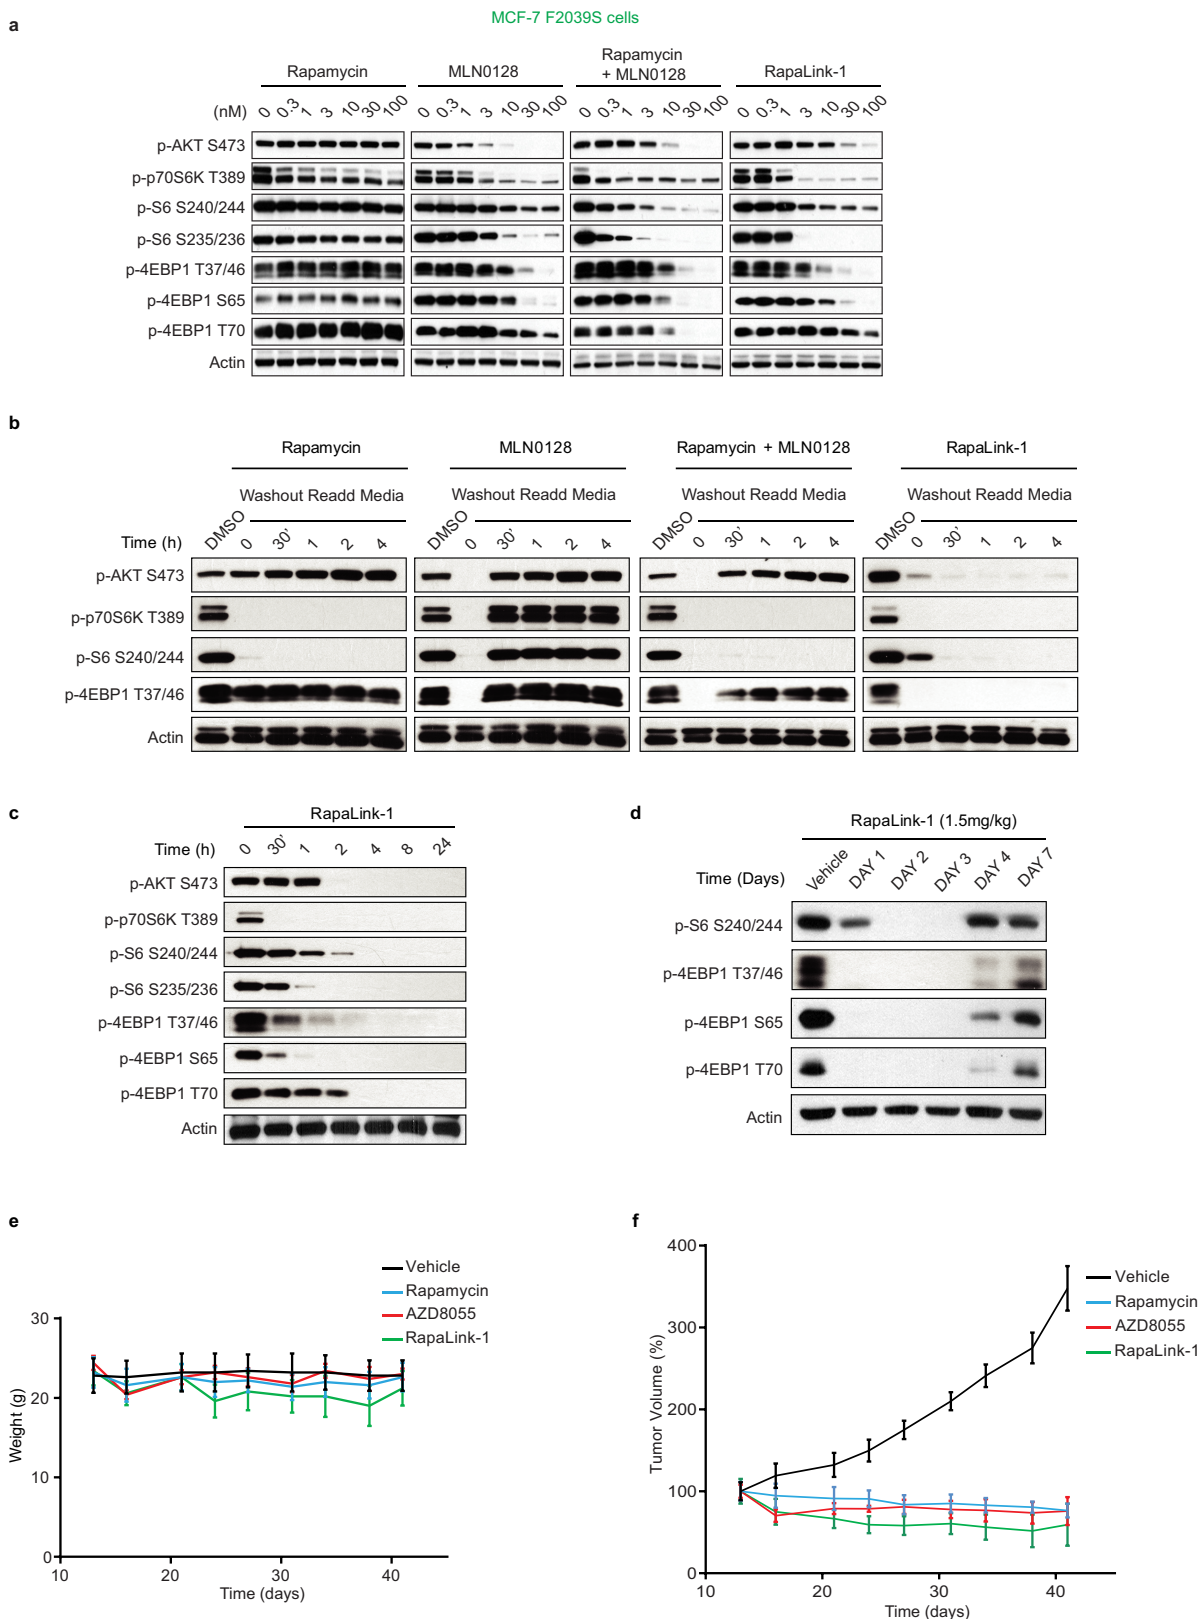 MCF-7 F2039S cells
a
Rapamycin MLN0128 Rapamycin + MLN0128 RapaLink-1
(nM) 0 0.3 1 3 10 30 100 0 0.3 1 3 10 30 100 0 0.3 1 3 10 30 100 0 0.3 1 3 10 30 100
p-AKT S473
p-p70S6K T389
p-S6 S240/244
p-S6 S235/236
p-4EBP1 T37/46
p-4EBP1 S65
p-4EBP1 T70
Actin
b
Rapamycin MLN0128 Rapamycin + MLN0128 RapaLink-1
Washout Readd Media Washout Readd Media Washout Readd Media Washout Readd Media
Time (h) DMSO 0 30' 1 2 4 DMSO 0 30' 1 2 4 DMSO 0 30' 1 2 4 DMSO 0 30' 1 2 4
p-AKT S473
p-p70S6K T389
p-S6 S240/244
p-4EBP1 T37/46
Actin
c
RapaLink-1
Time (h) 0 30' 1 2 4 8 24
p-AKT S473
p-p70S6K T389
p-S6 S240/244
p-S6 S235/236
p-4EBP1 T37/46
p-4EBP1 S65
p-4EBP1 T70
Actin
d
RapaLink-1 (1.5mg/kg)
Time (Days) Vehicle DAY 1 DAY 2 DAY 3 DAY 4 DAY 7
p-S6 S240/244
p-4EBP1 T37/46
p-4EBP1 S65
p-4EBP1 T70
Actin
e
Vehicle
Rapamycin
AZD8055
RapaLink-1
Weight (g)
30
20
10
0
10 20 30 40
Time (days)
f
Vehicle
Rapamycin
AZD8055
RapaLink-1
Tumor Volume (%)
400
300
200
100
0
10 20 30 40
Time (days)